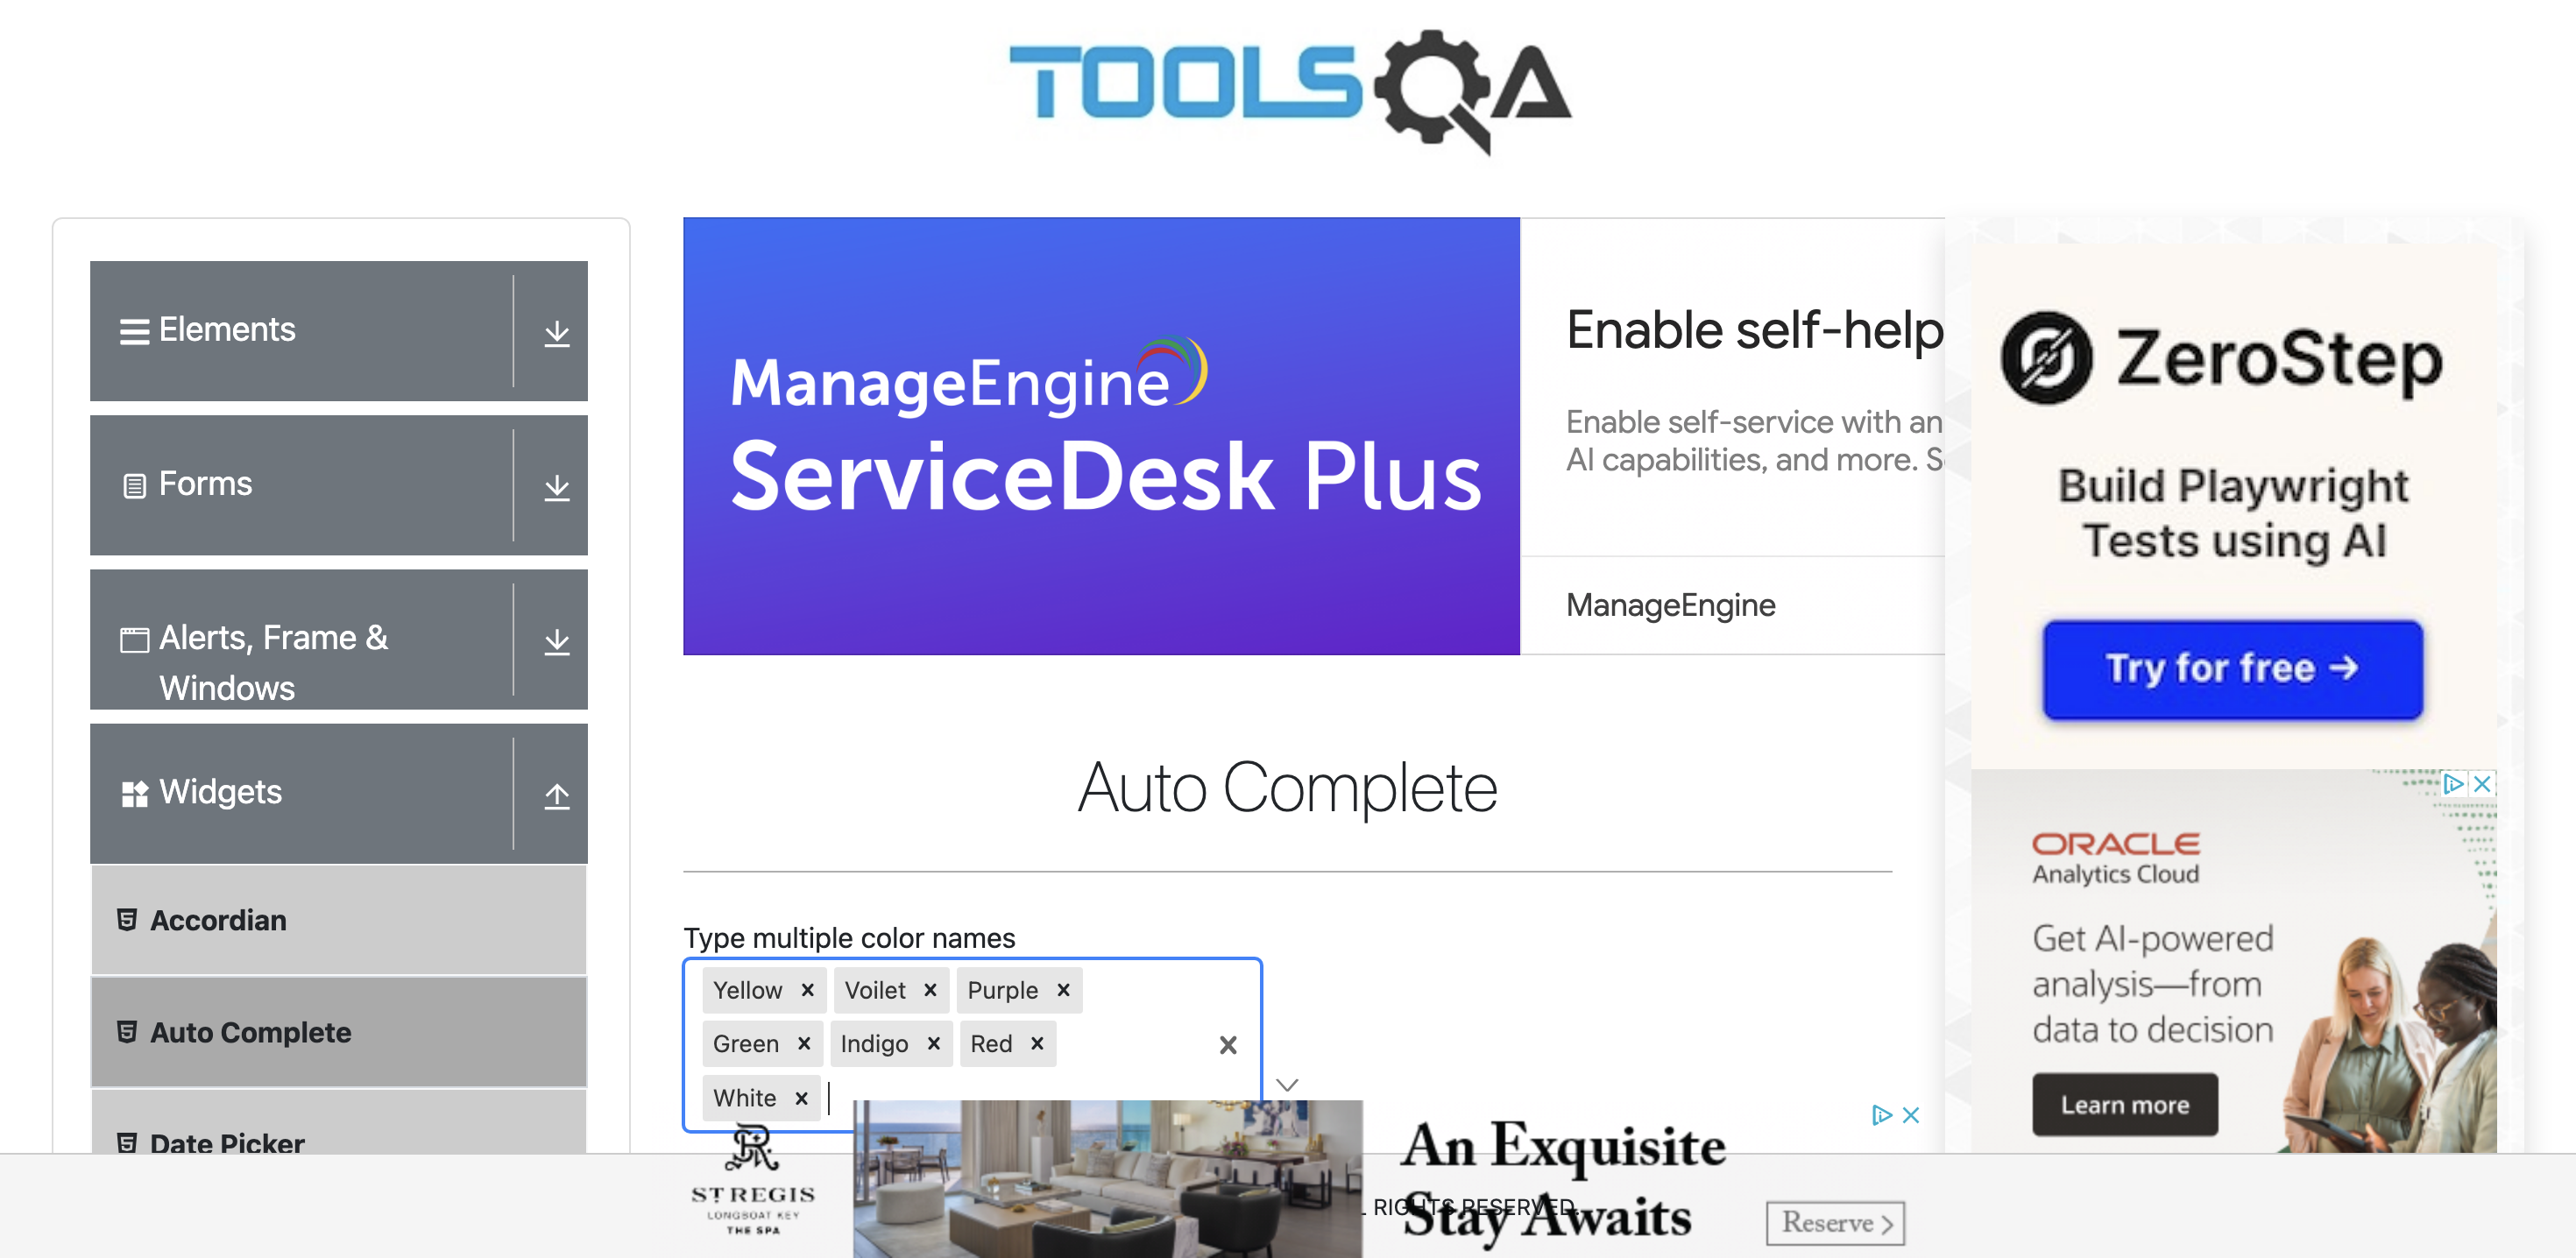 TOOLSQA
Elements
Forms
Alerts, Frame &
Windows
Widgets
Accordian
Auto Complete
Date Picker
ManageEngine
ServiceDesk Plus
Enable self-help
Enable self-service with an
AI capabilities, and more.
ManageEngine
Auto Complete
Type multiple color names
Yellow × Voilet × Purple ×
Green × Indigo × Red ×
White ×
ZeroStep
Build Playwright
Tests using AI
Try for free →
ORACLE
Analytics Cloud
Get AI-powered
analysis—from
data to decision
Learn more
ST REGIS
LONGBOAT KEY
THE SPA
An Exquisite
Stay Awaits
RIGHTS RESERVED.
Reserve >